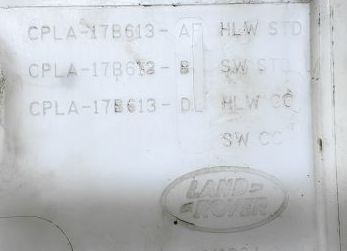 CPLA-17B613- AF HLW STD
CPLA-17B613- B SW STD
CPLA-17B613- DL HLW CC
SW CC
LAND-
-ROVER